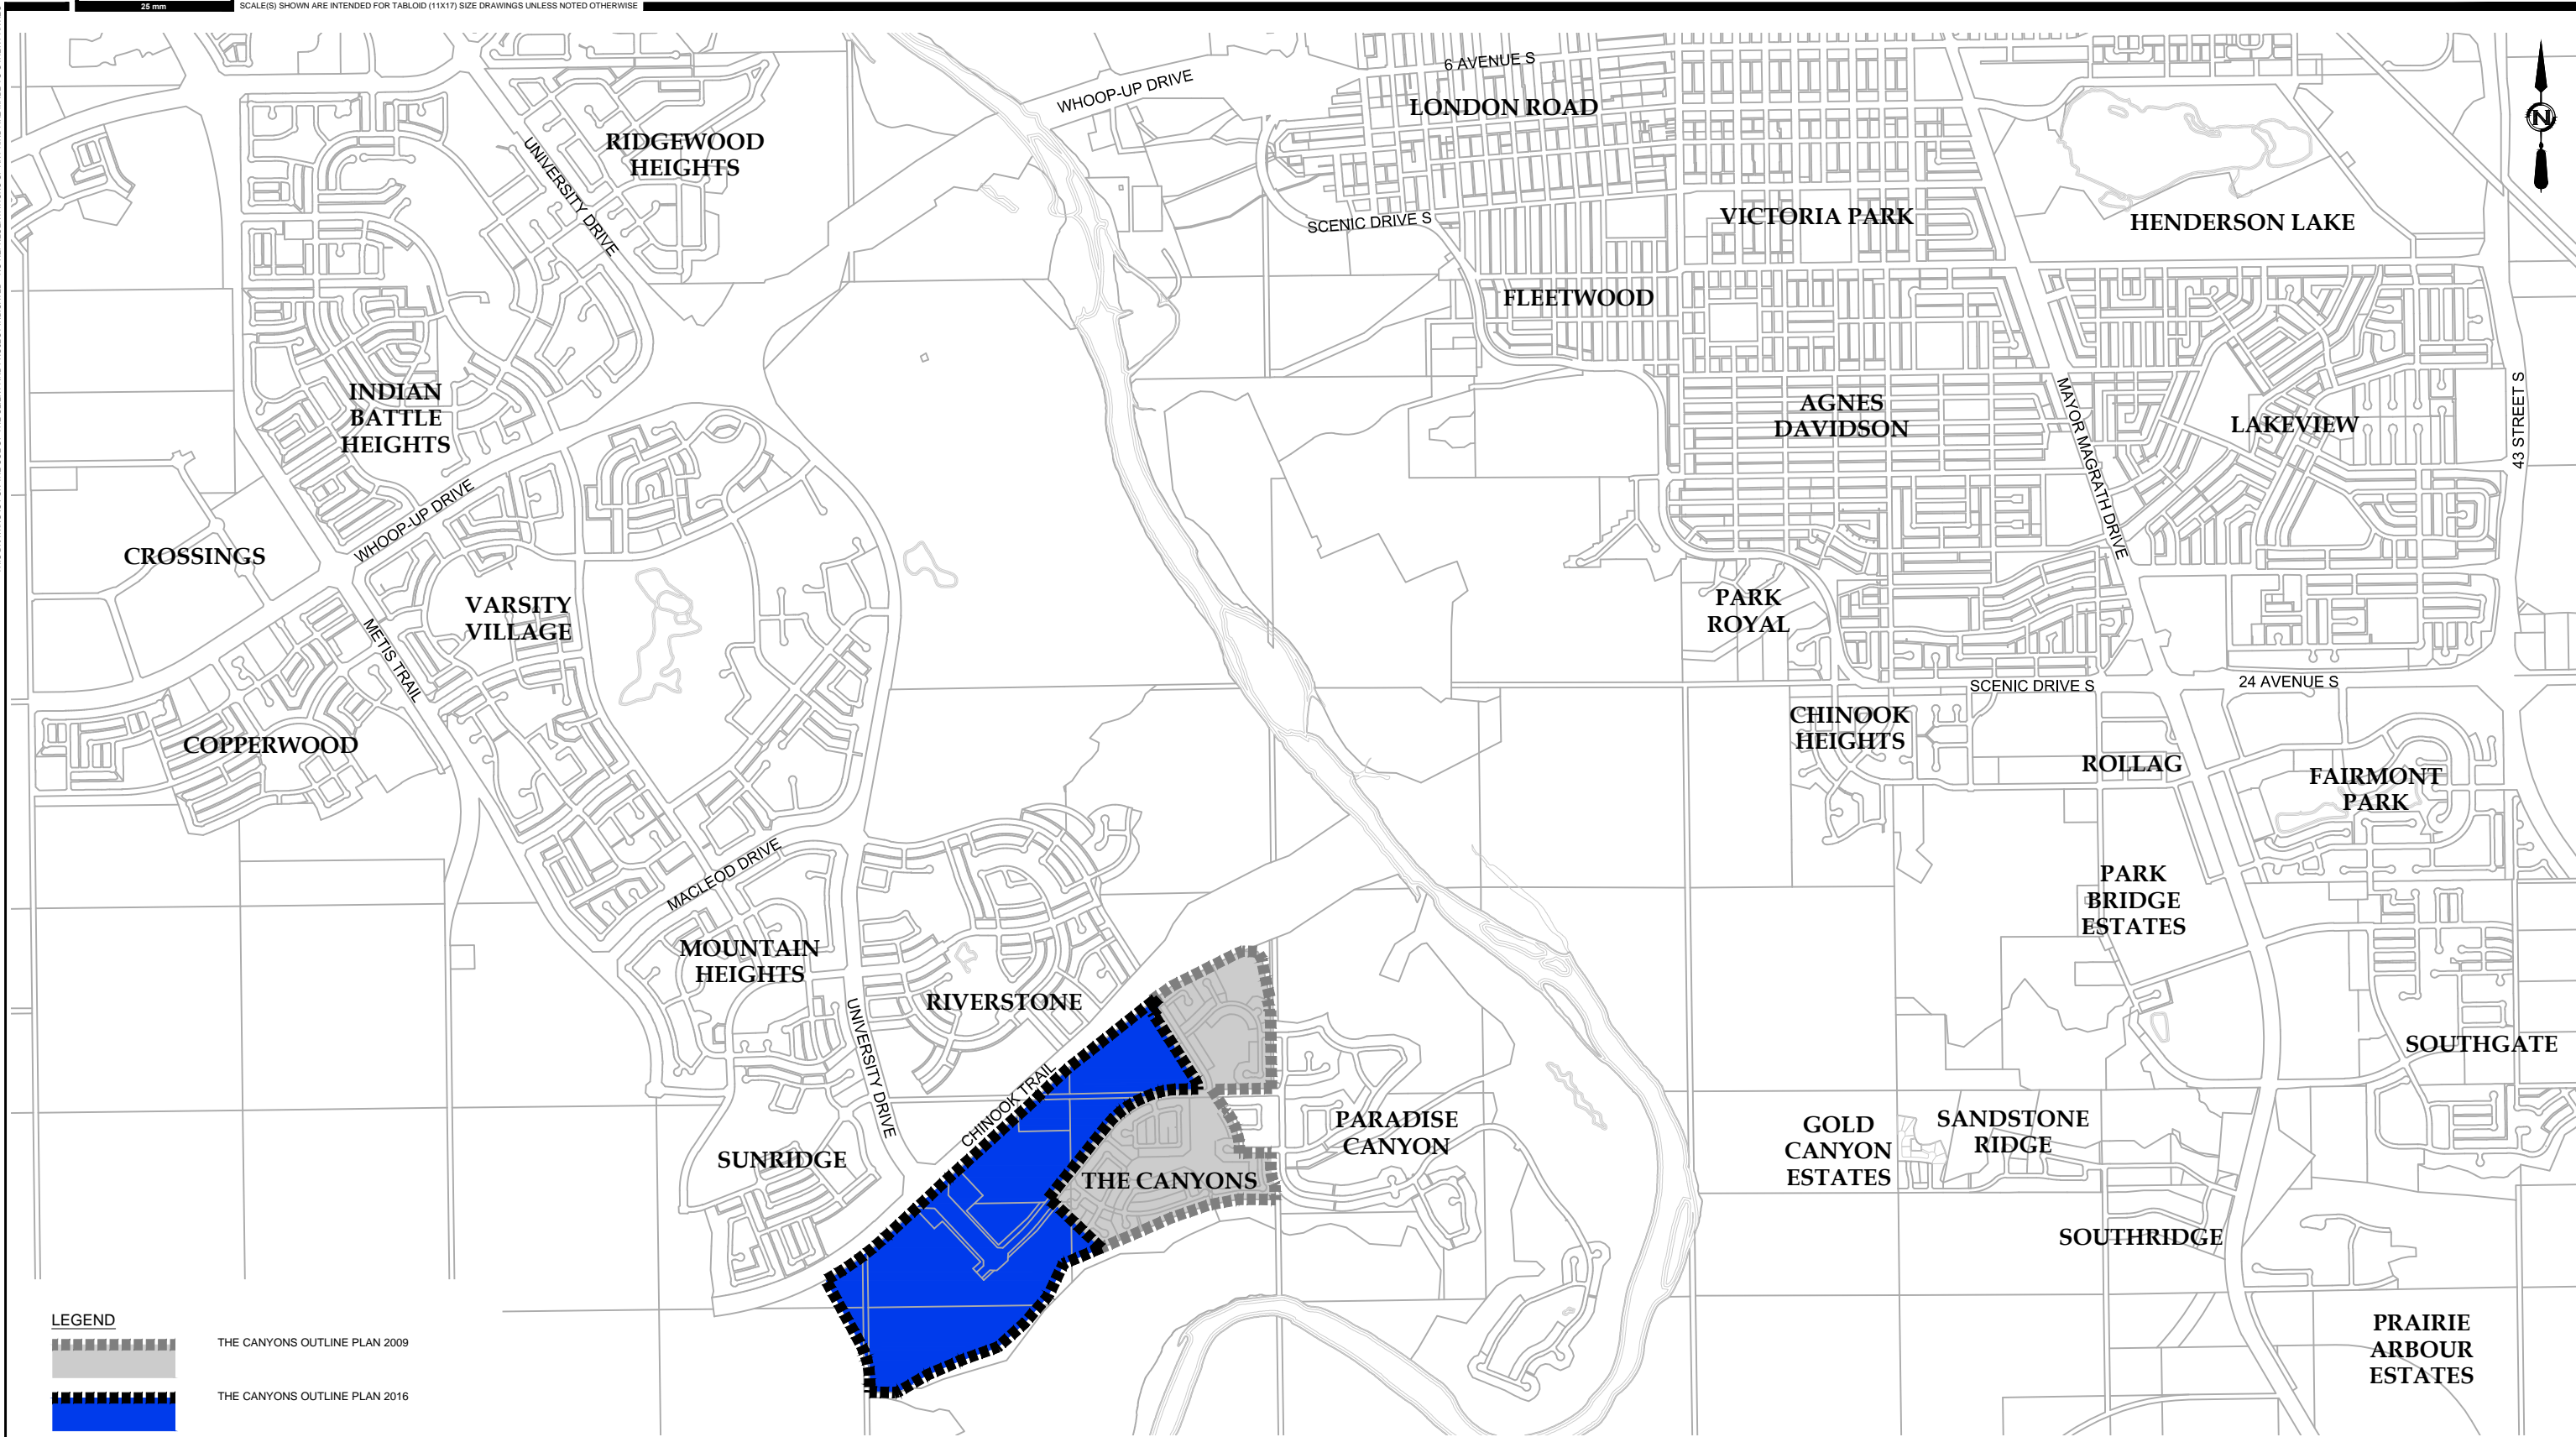 25 mm
SCALE(S) SHOWN ARE INTENDED FOR TABLOID (11X17) SIZE DRAWINGS UNLESS NOTED OTHERWISE
6 AVENUE S
WHOOP-UP DRIVE
LONDON ROAD
N
RIDGEWOOD
HEIGHTS
UNIVERSITY DRIVE
SCENIC DRIVE S
VICTORIA PARK
HENDERSON LAKE
FLEETWOOD
INDIAN
BATTLE
HEIGHTS
AGNES
DAVIDSON
MAYOR MAGRATH DRIVE
LAKEVIEW
43 STREET S
WHOOP-UP DRIVE
CROSSINGS
VARSITY
VILLAGE
METIS TRAIL
PARK
ROYAL
SCENIC DRIVE S
24 AVENUE S
COPPERWOOD
CHINOOK
HEIGHTS
ROLLAG
FAIRMONT
PARK
MACLEOD DRIVE
PARK
BRIDGE
ESTATES
MOUNTAIN
HEIGHTS
RIVERSTONE
UNIVERSITY DRIVE
SOUTHGATE
CHINOOK TRAIL
PARADISE
CANYON
GOLD
CANYON
ESTATES
SANDSTONE
RIDGE
SUNRIDGE
THE CANYONS
SOUTHRIDGE
PRAIRIE
ARBOUR
ESTATES
LEGEND
THE CANYONS OUTLINE PLAN 2009
THE CANYONS OUTLINE PLAN 2016